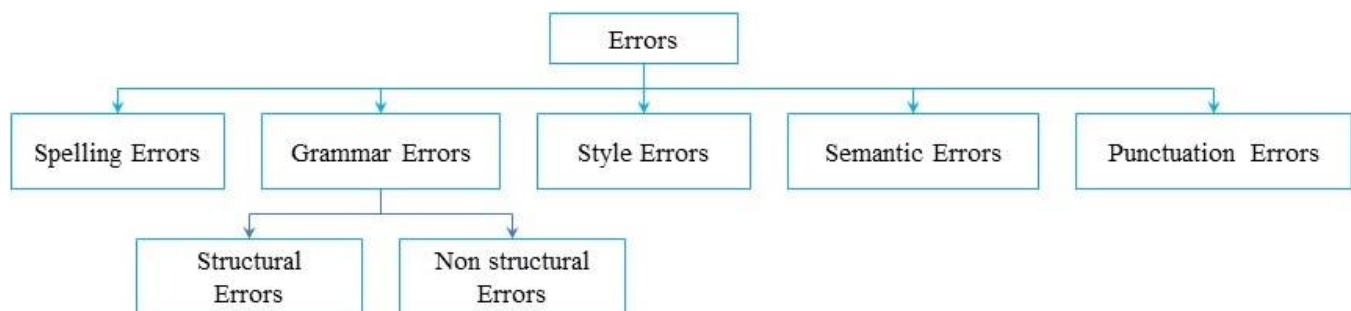 Errors
Spelling Errors
Grammar Errors
Style Errors
Semantic Errors
Punctuation Errors
Structural
Errors
Non structural
Errors